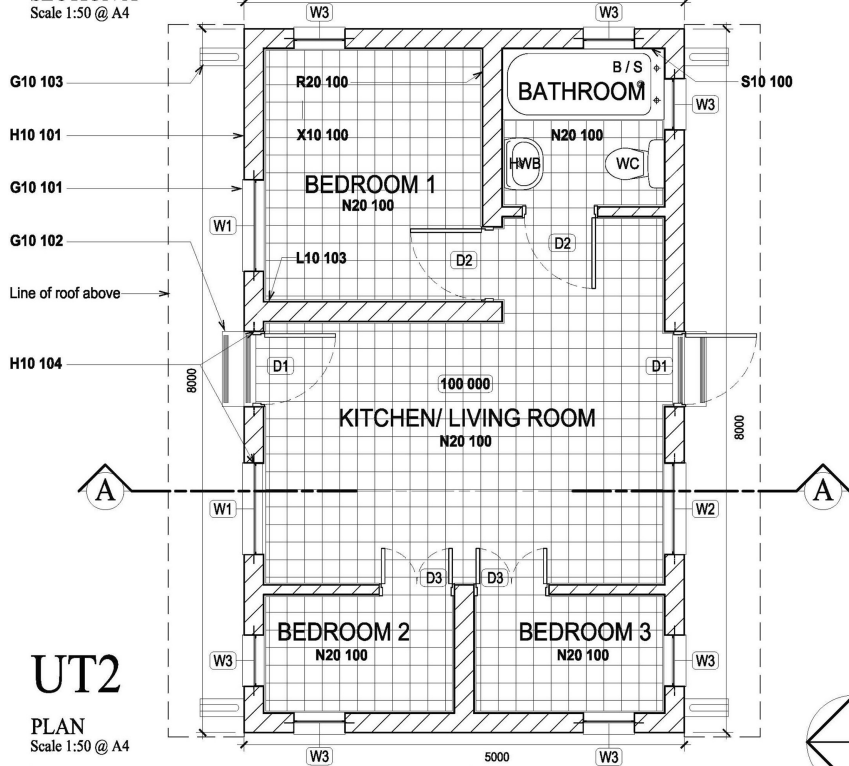 Scale 1:50 @ A4
W3
W3
G10 103
R20 100
B / S
S10 100
BATHROOM
W3
H10 101
X10 100
N20 100
HWB
WC
BEDROOM 1
G10 101
N20 100
W1
G10 102
D2
D2
L10 103
Line of roof above
H10 104
D1
D1
8000
100 000
KITCHEN/ LIVING ROOM
8000
N20 100
A
A
W1
W2
D3
D3
BEDROOM 2
BEDROOM 3
N20 100
N20 100
W3
W3
UT2
PLAN
Scale 1:50 @ A4
W3
5000
W3